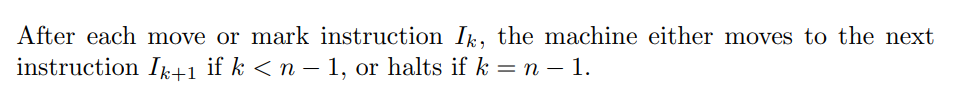 After each move or mark instruction $I_k$, the machine either moves to the next
instruction $I_{k+1}$ if $k < n - 1$, or halts if $k = n - 1$.